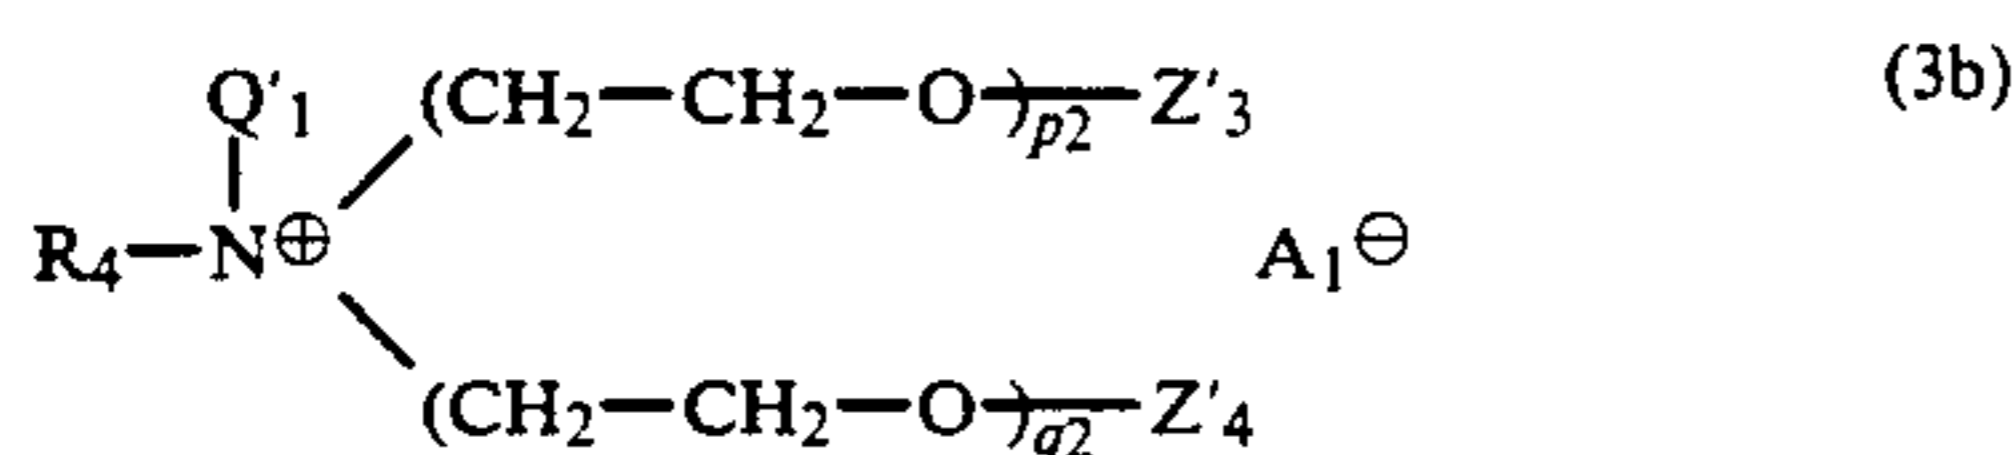 Q'₁ (CH₂—CH₂—O)p2—Z'₃ (3b)
R₄—N⊕ A₁⊖
(CH₂—CH₂—O)q2—Z'₄